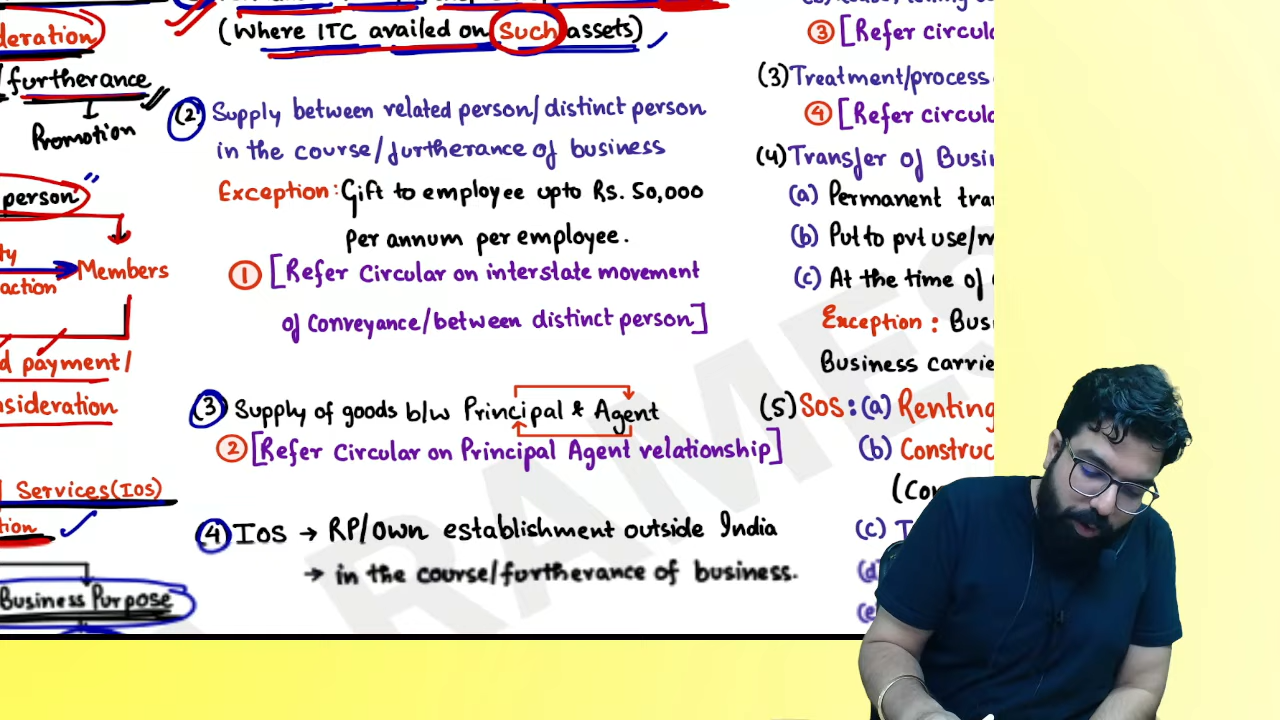 deration
/furtherance
Promotion
person"
Members
action
d payment/
nsideration
Services(IOS)
tion
Business Purpose
(Where ITC availed on Such assets)
(2) Supply between related person/distinct person
in the course/furtherance of business
Exception: Gift to employee upto Rs. 50,000
Per annum per employee.
① [Refer Circular on interstate movement
of Conveyance/between distinct person]
(3) Supply of goods b/w Principal & Agent
② [Refer Circular on Principal Agent relationship]
(4) IOS → RP/Own establishment outside India
→ in the course/furtherance of business.
③ [Refer circula
(3) Treatment/process
④ [Refer circula
(4) Transfer of Busi
(a) Permanent tra
(b) Put to pvt use/n
(c) At the time of
Exception : Bus
Business carrie
(5) SOS: (a) Renting
(b) Construc
(Co
(c) T
(d)
(e)
RAMES